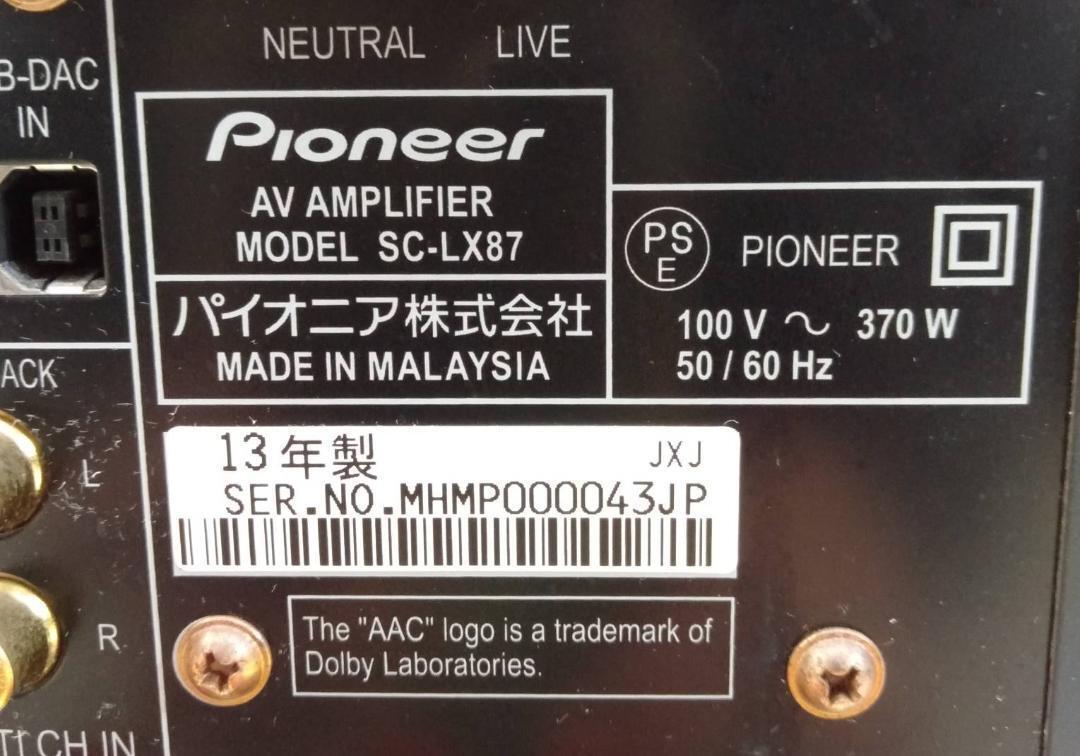 NEUTRAL LIVE
B-DAC
IN
Pioneer
AV AMPLIFIER
MODEL SC-LX87
パイオニア株式会社
MADE IN MALAYSIA
PS
E
PIONEER
100 V ～ 370 W
50 / 60 Hz
ACK
L
13年製 JXJ
SER.NO.MHMP000043JP
R
The "AAC" logo is a trademark of
Dolby Laboratories.
CH IN